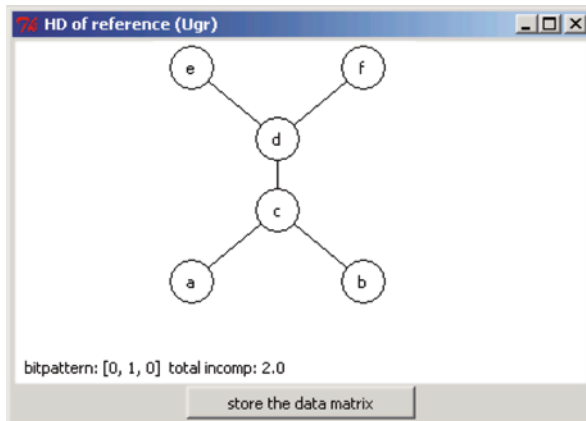 HD of reference (Ugr)
e f
d
c
a b
bitpattern: [0, 1, 0] total incomp: 2.0
store the data matrix